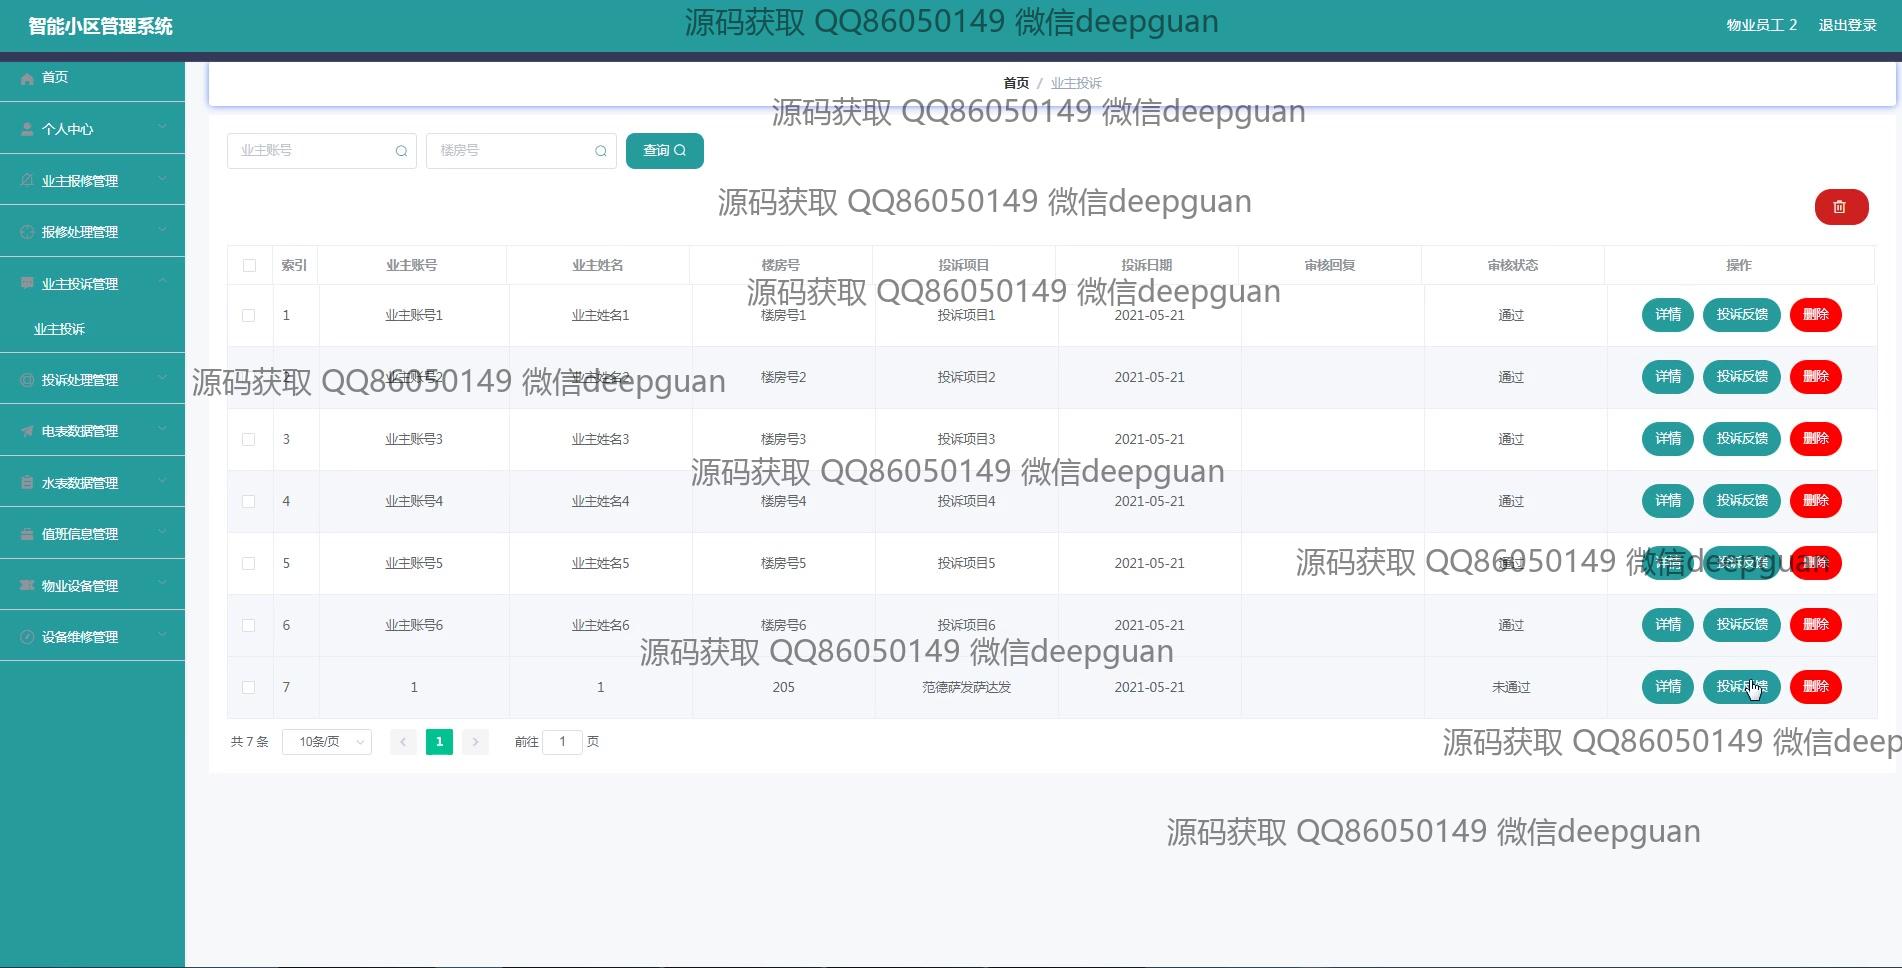 智能小区管理系统
源码获取 QQ86050149 微信deepguan
物业员工 2 退出登录
首页
个人中心
业主报修管理
报修处理管理
业主投诉管理
业主投诉
投诉处理管理
电表数据管理
水表数据管理
值班信息管理
物业设备管理
设备维修管理
首页 / 业主投诉
源码获取 QQ86050149 微信deepguan
业主账号 楼房号 查询
源码获取 QQ86050149 微信deepguan
索引 业主账号 业主姓名 楼房号 投诉项目 投诉日期 审核回复 审核状态 操作
源码获取 QQ86050149 微信deepguan
1 业主账号1 业主姓名1 楼房号1 投诉项目1 2021-05-21 通过 详情 投诉反馈 删除
2 业主账号2 业主姓名2 楼房号2 投诉项目2 2021-05-21 通过 详情 投诉反馈 删除
源码获取 QQ86050149 微信deepguan
3 业主账号3 业主姓名3 楼房号3 投诉项目3 2021-05-21 通过 详情 投诉反馈 删除
源码获取 QQ86050149 微信deepguan
4 业主账号4 业主姓名4 楼房号4 投诉项目4 2021-05-21 通过 详情 投诉反馈 删除
5 业主账号5 业主姓名5 楼房号5 投诉项目5 2021-05-21 通过 详情 投诉反馈 删除
源码获取 QQ86050149 微信deepguan
6 业主账号6 业主姓名6 楼房号6 投诉项目6 2021-05-21 通过 详情 投诉反馈 删除
源码获取 QQ86050149 微信deepguan
7 1 1 205 范德萨发萨达发 2021-05-21 未通过 详情 投诉反馈 删除
共 7 条 10条/页 1 前往 1 页
源码获取 QQ86050149 微信deep
源码获取 QQ86050149 微信deepguan